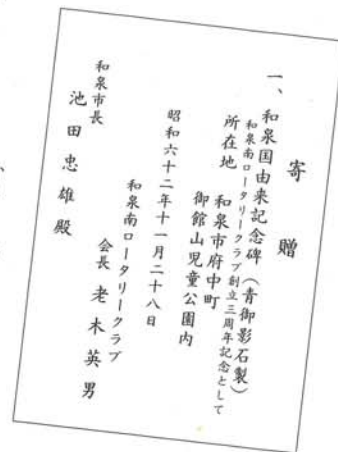 寄贈
一、和泉国由来記念碑（青御影石製）
和泉南ロータリークラブ創立三周年記念として
所在地　和泉市府中町
御館山児童公園内
昭和六十二年十一月二十八日
和泉南ロータリークラブ
会長　老木英男
和泉市長
池田忠雄殿